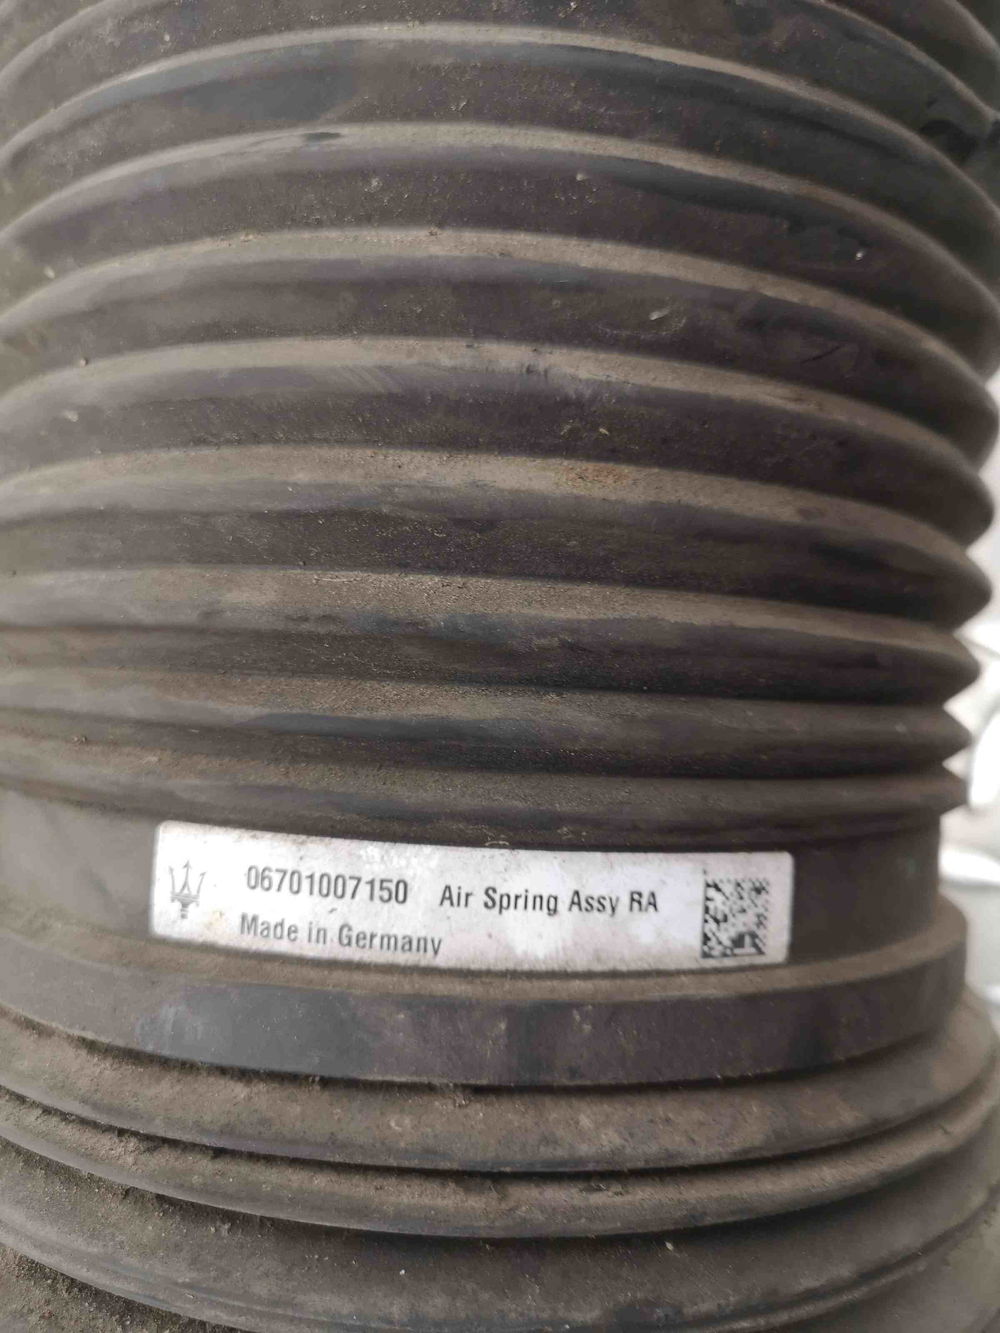 06701007150 Air Spring Assy RA
Made in Germany